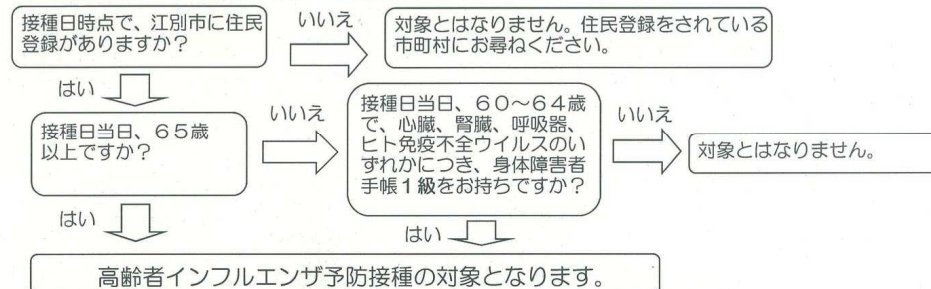 接種日時点で、江別市に住民
登録がありますか？
いいえ
対象とはなりません。住民登録をされている
市町村にお尋ねください。
はい
接種日当日、６５歳
以上ですか？
いいえ
接種日当日、６０～６４歳
で、心臓、腎臓、呼吸器、
ヒト免疫不全ウイルスのい
ずれかにつき、身体障害者
手帳１級をお持ちですか？
いいえ
対象とはなりません。
はい
はい
高齢者インフルエンザ予防接種の対象となります。